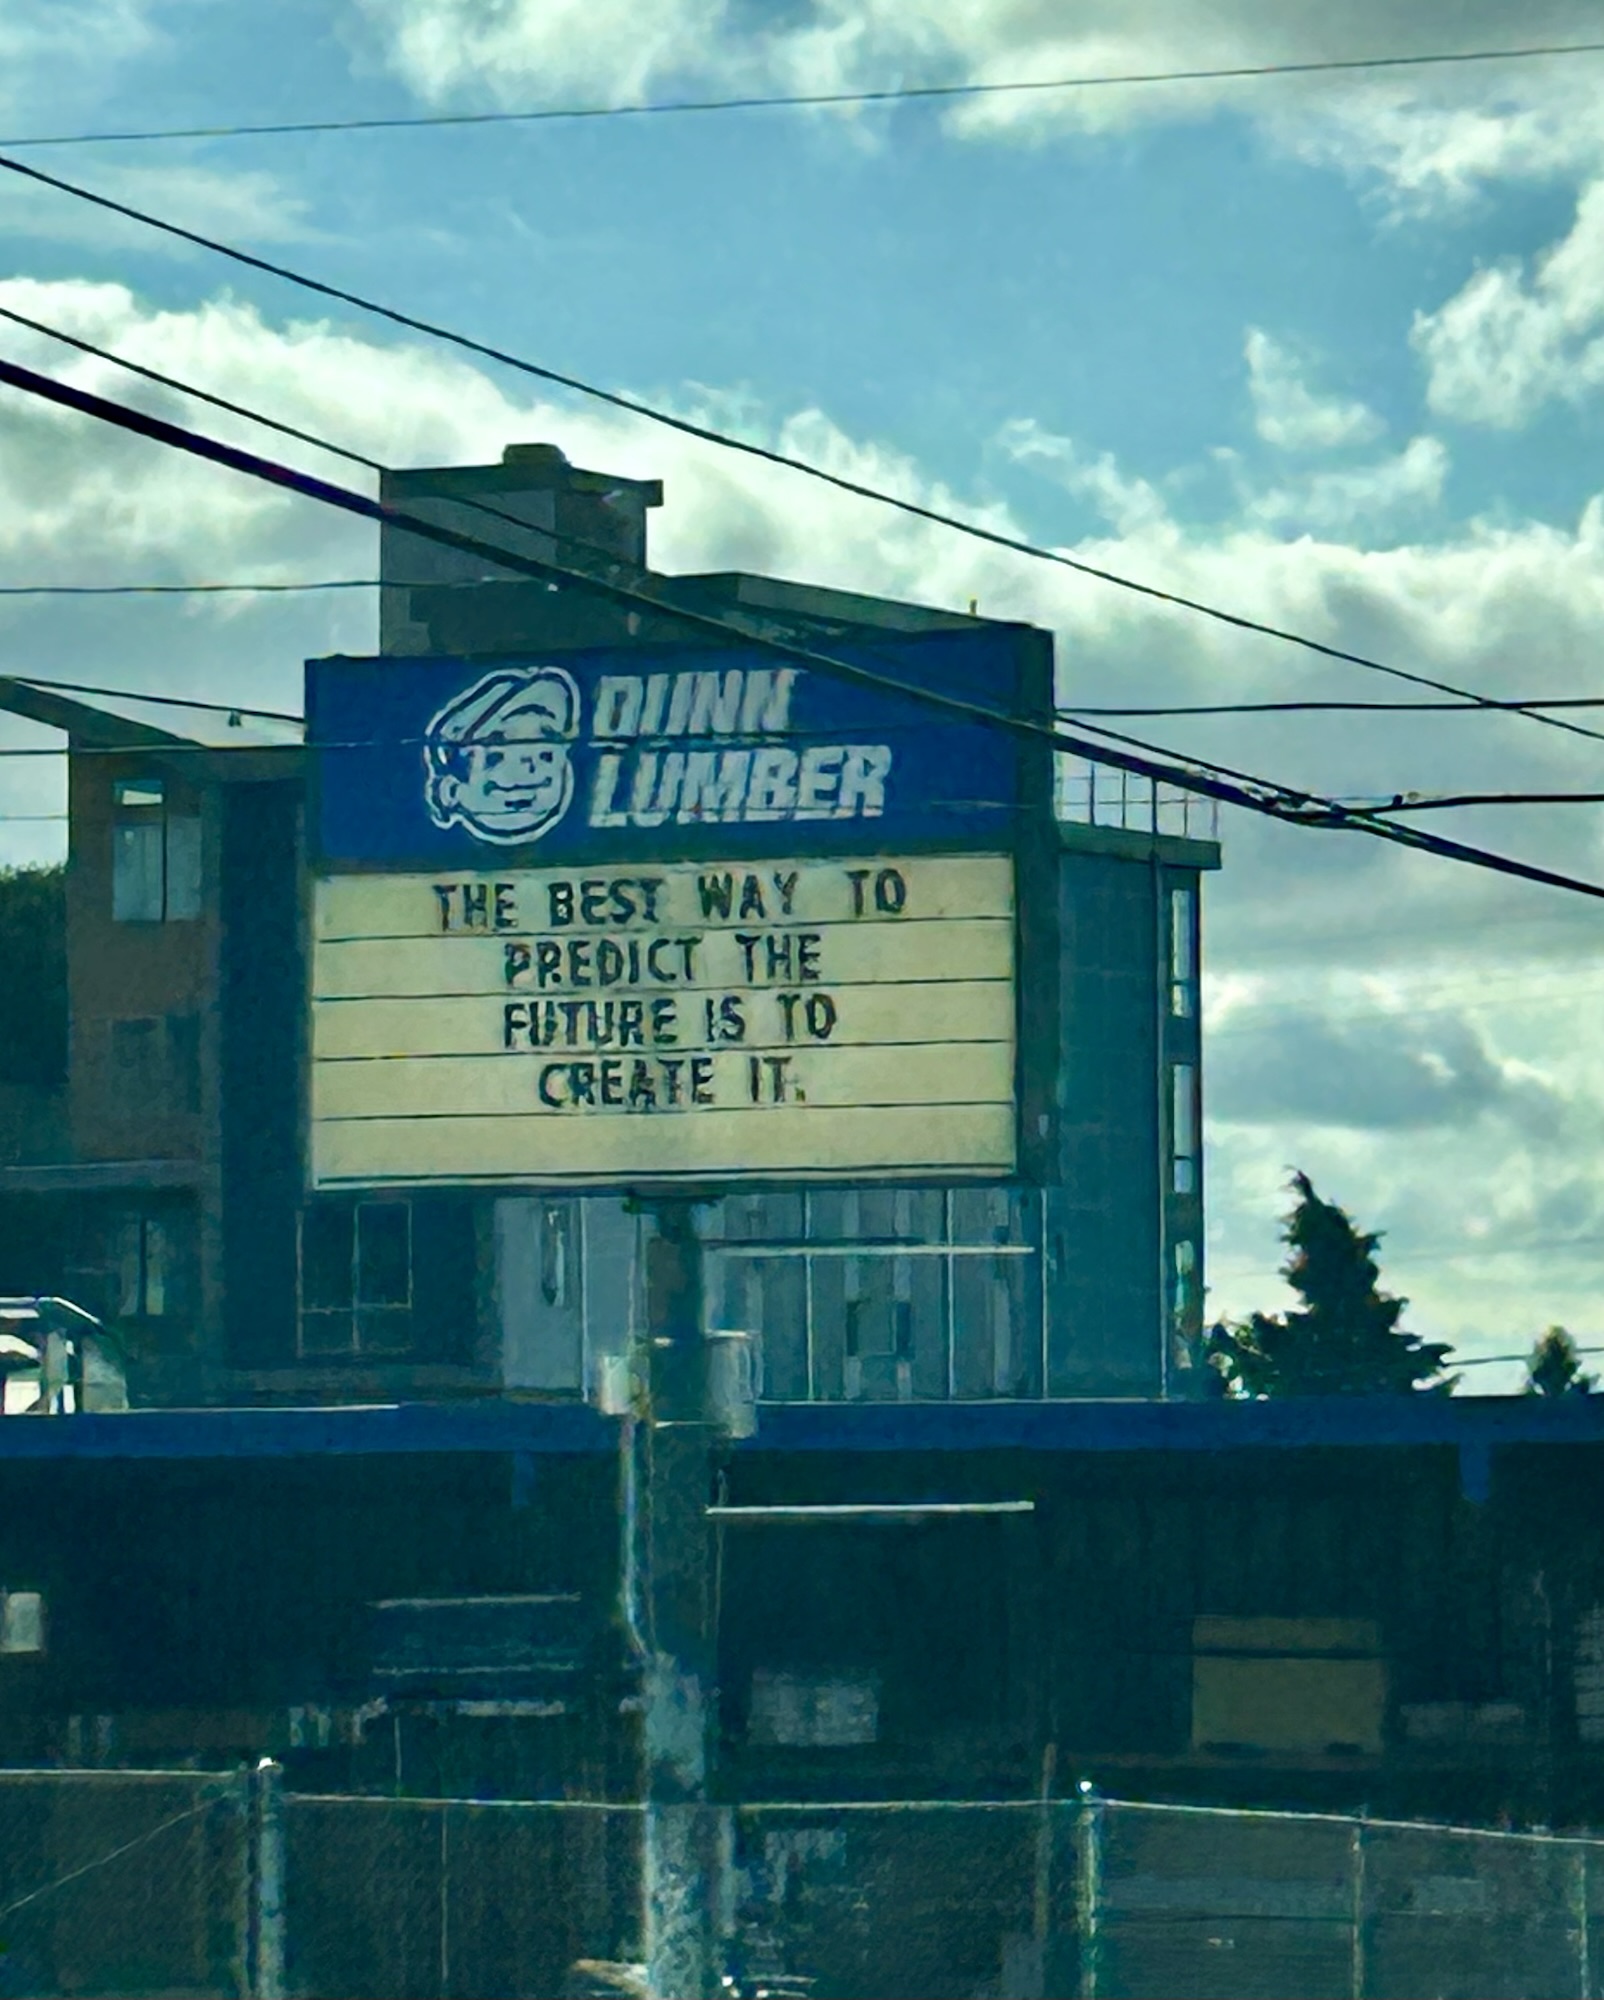 DUNN
LUMBER
THE BEST WAY TO
PREDICT THE
FUTURE IS TO
CREATE IT.